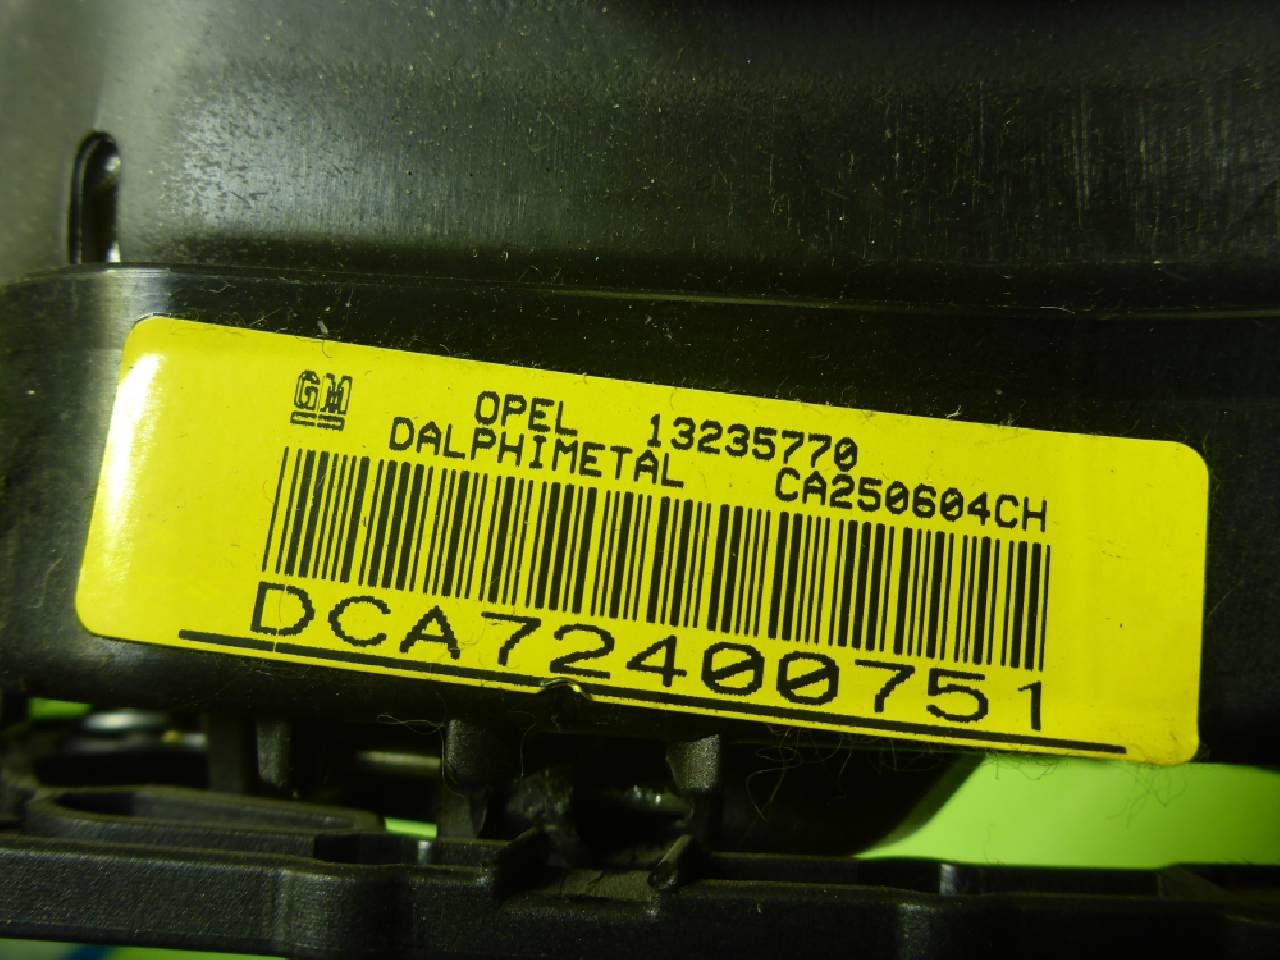 GM OPEL 13235770
DALPHIMETAL CA250604CH
DCA72400751